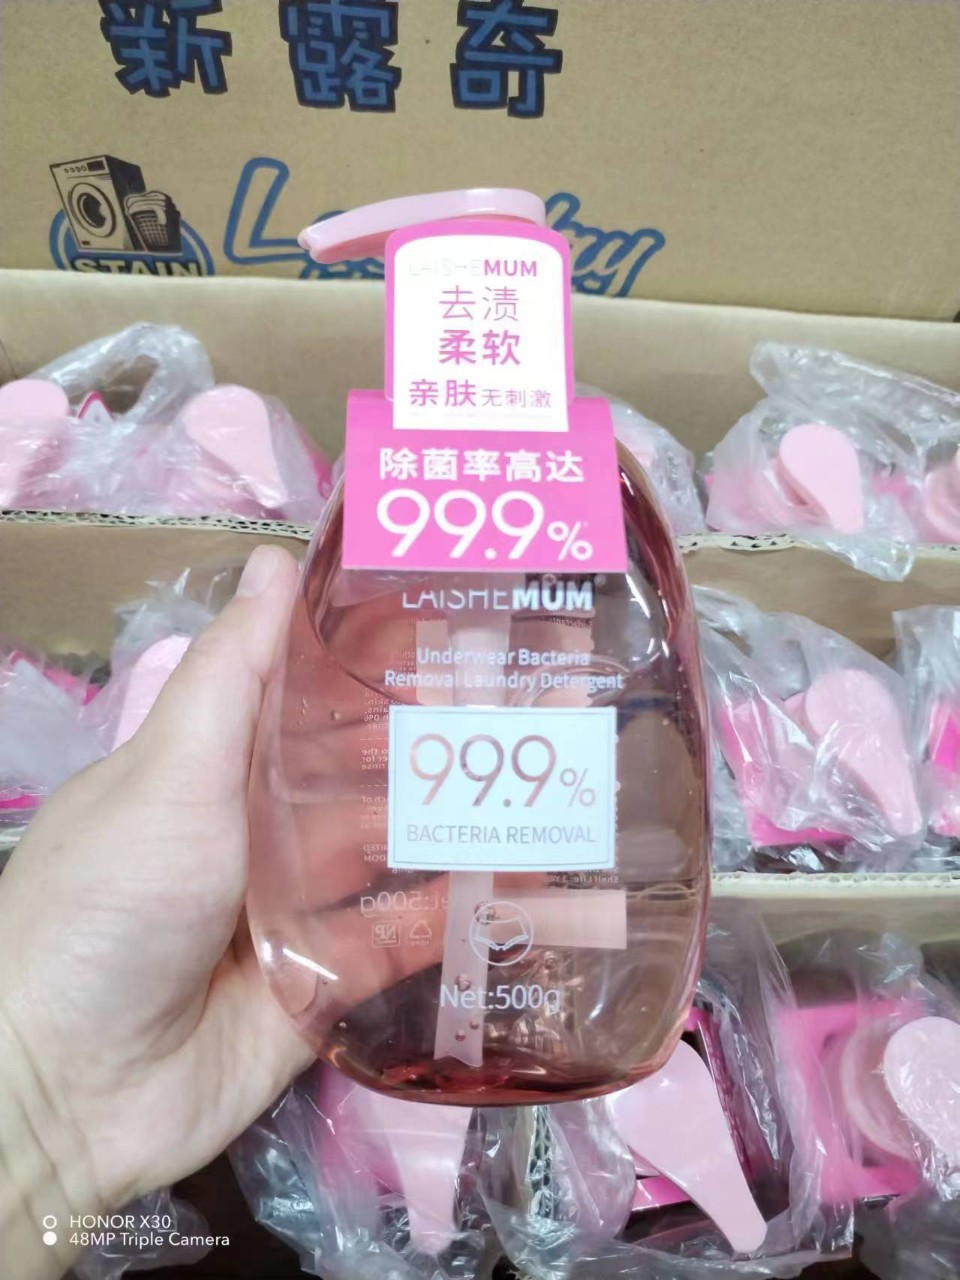 新露奇
Laundry
STAIN
LAISHEMUM
去渍
柔软
亲肤无刺激
除菌率高达
99.9%
LAISHEMUM
Underwear Bacteria
Removal Laundry Detergent
99.9%
BACTERIA REMOVAL
Net:500g
HONOR X30
48MP Triple Camera